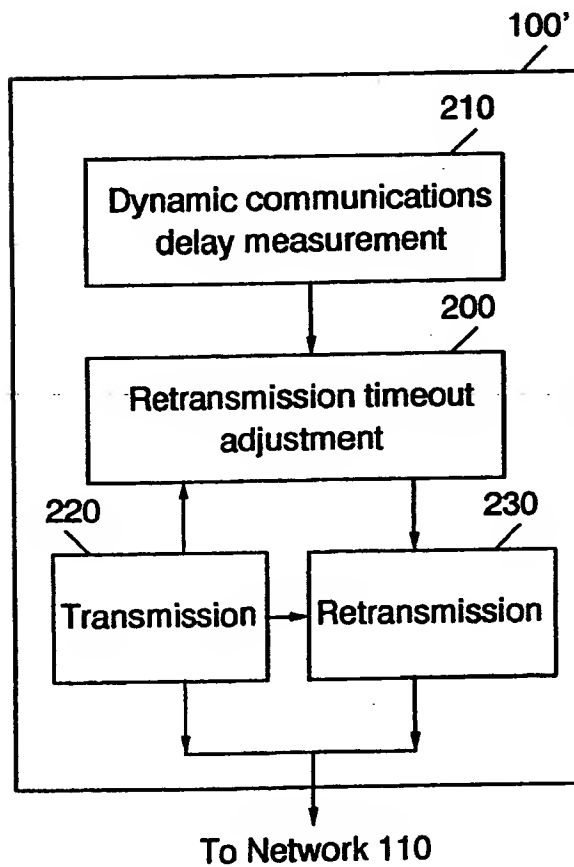 100'
210
Dynamic communications
delay measurement
200
Retransmission timeout
adjustment
220
230
Transmission
Retransmission
To Network 110